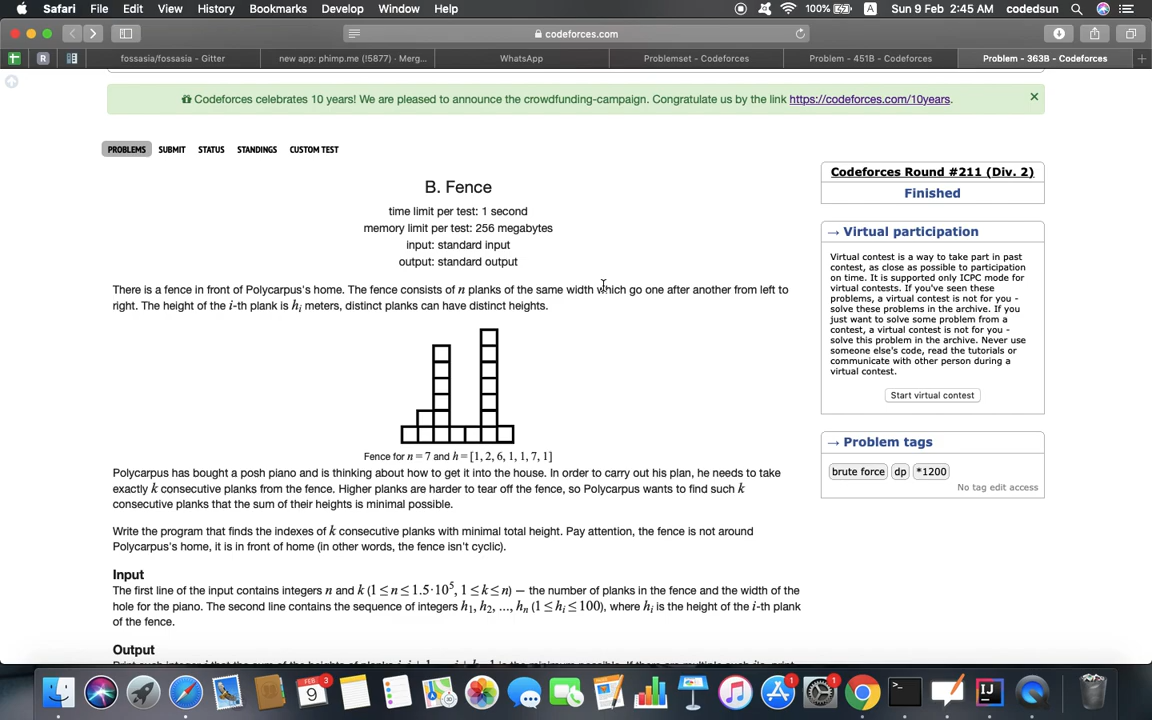 Safari File Edit View History Bookmarks Develop Window Help 100% A Sun 9 Feb 2:45 AM codedsun
codeforces.com
fossasia/fossasia - Gitter new app: phimp.me (!5877) · Merg... WhatsApp Problemset - Codeforces Problem - 451B - Codeforces Problem - 363B - Codeforces
R
Codeforces celebrates 10 years! We are pleased to announce the crowdfunding-campaign. Congratulate us by the link https://codeforces.com/10years.
PROBLEMS SUBMIT STATUS STANDINGS CUSTOM TEST
B. Fence
time limit per test: 1 second
memory limit per test: 256 megabytes
input: standard input
output: standard output
There is a fence in front of Polycarpus's home. The fence consists of n planks of the same width which go one after another from left to
right. The height of the i-th plank is hi meters, distinct planks can have distinct heights.
Fence for n = 7 and h = [1, 2, 6, 1, 1, 7, 1]
Polycarpus has bought a posh piano and is thinking about how to get it into the house. In order to carry out his plan, he needs to take
exactly k consecutive planks from the fence. Higher planks are harder to tear off the fence, so Polycarpus wants to find such k
consecutive planks that the sum of their heights is minimal possible.
Write the program that finds the indexes of k consecutive planks with minimal total height. Pay attention, the fence is not around
Polycarpus's home, it is in front of home (in other words, the fence isn't cyclic).
Input
The first line of the input contains integers n and k (1 ≤ n ≤ 1.5·10⁵, 1 ≤ k ≤ n) — the number of planks in the fence and the width of the
hole for the piano. The second line contains the sequence of integers h1, h2, ..., hn (1 ≤ hi ≤ 100), where hi is the height of the i-th plank
of the fence.
Output
Codeforces Round #211 (Div. 2)
Finished
→ Virtual participation
Virtual contest is a way to take part in past
contest, as close as possible to participation
on time. It is supported only ICPC mode for
virtual contests. If you've seen these
problems, a virtual contest is not for you -
solve these problems in the archive. If you
just want to solve some problem from a
contest, a virtual contest is not for you -
solve this problem in the archive. Never use
someone else's code, read the tutorials or
communicate with other person during a
virtual contest.
Start virtual contest
→ Problem tags
brute force dp *1200
No tag edit access
FEB
9
3
1
1